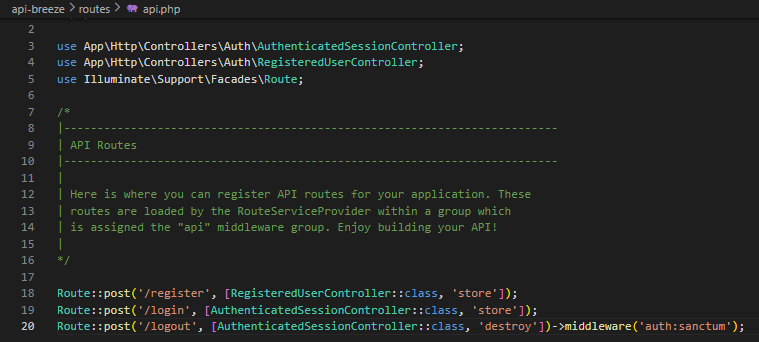 api-breeze > routes > api.php
2
3 use App\Http\Controllers\Auth\AuthenticatedSessionController;
4 use App\Http\Controllers\Auth\RegisteredUserController;
5 use Illuminate\Support\Facades\Route;
6
7 /*
8 |--------------------------------------------------------------------------
9 | API Routes
10 |--------------------------------------------------------------------------
11 |
12 | Here is where you can register API routes for your application. These
13 | routes are loaded by the RouteServiceProvider within a group which
14 | is assigned the "api" middleware group. Enjoy building your API!
15 |
16 */
17
18 Route::post('/register', [RegisteredUserController::class, 'store']);
19 Route::post('/login', [AuthenticatedSessionController::class, 'store']);
20 Route::post('/logout', [AuthenticatedSessionController::class, 'destroy'])->middleware('auth:sanctum');